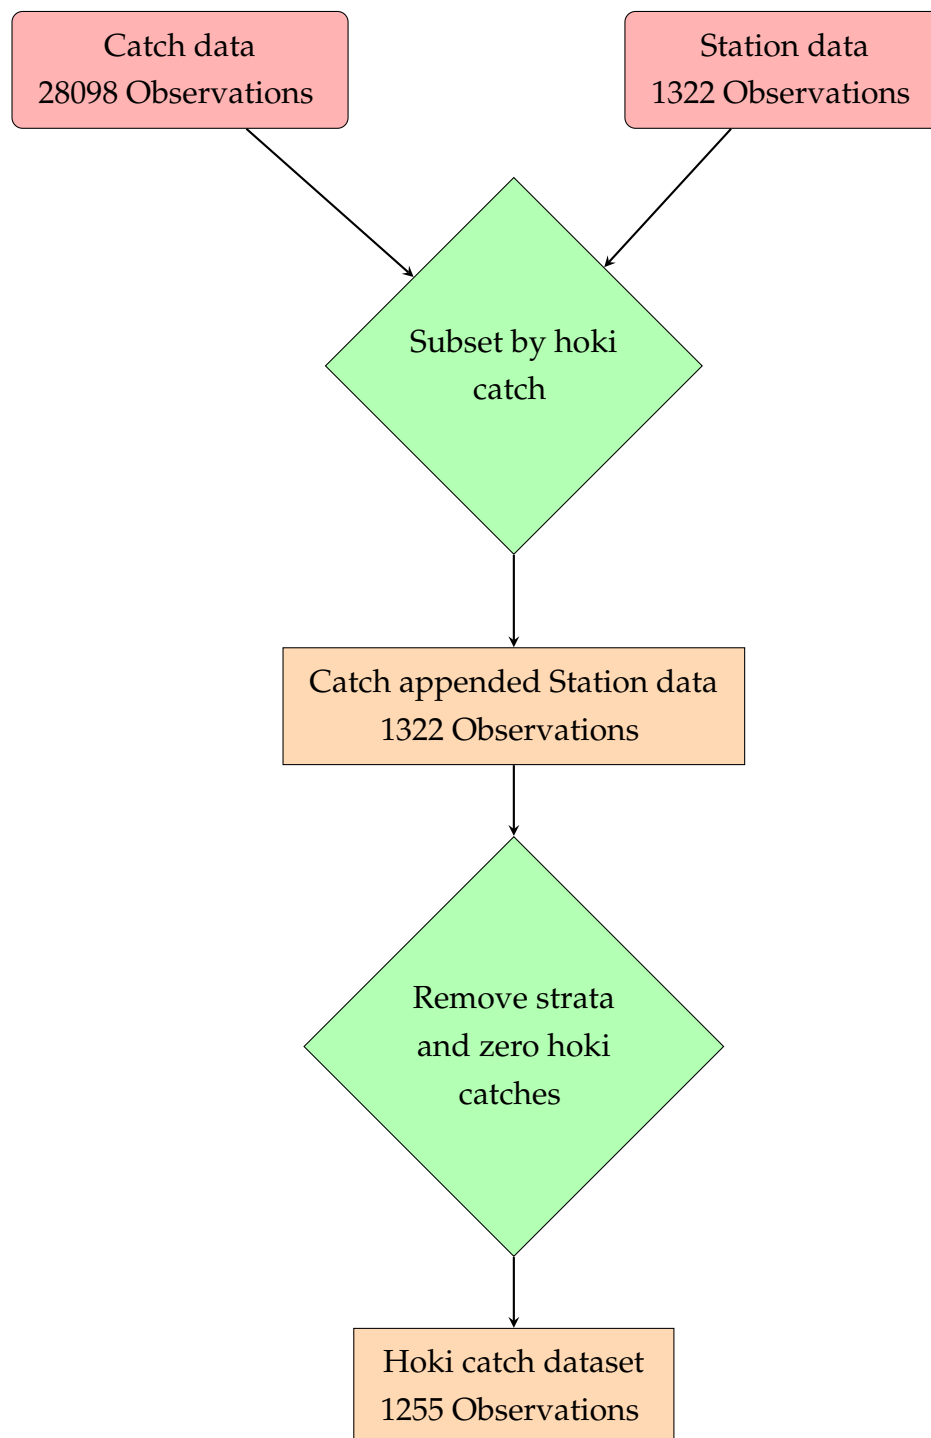 Catch data
28098 Observations
Station data
1322 Observations
Subset by hoki
catch
Catch appended Station data
1322 Observations
Remove strata
and zero hoki
catches
Hoki catch dataset
1255 Observations